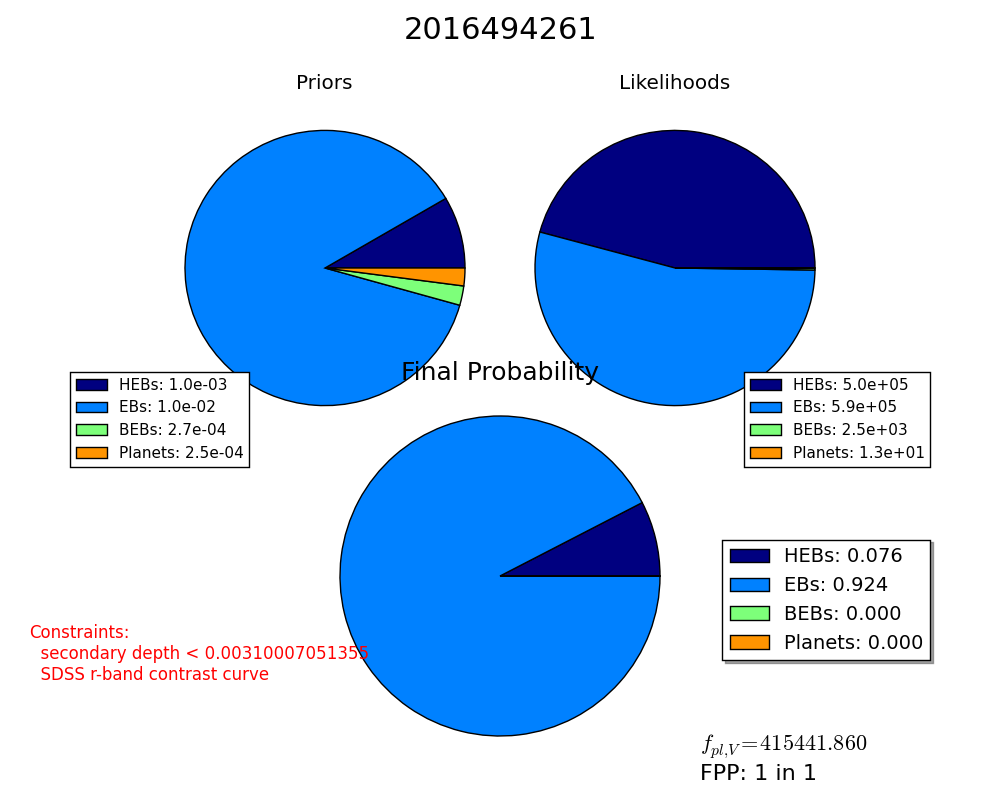 2016494261
Priors
Likelihoods
HEBs: 1.0e-03
EBs: 1.0e-02
BEBs: 2.7e-04
Planets: 2.5e-04
HEBs: 5.0e+05
EBs: 5.9e+05
BEBs: 2.5e+03
Planets: 1.3e+01
Final Probability
HEBs: 0.076
EBs: 0.924
BEBs: 0.000
Planets: 0.000
Constraints:
secondary depth < 0.00310007051355
SDSS r-band contrast curve
f_{pl,V} = 415441.860
FPP: 1 in 1